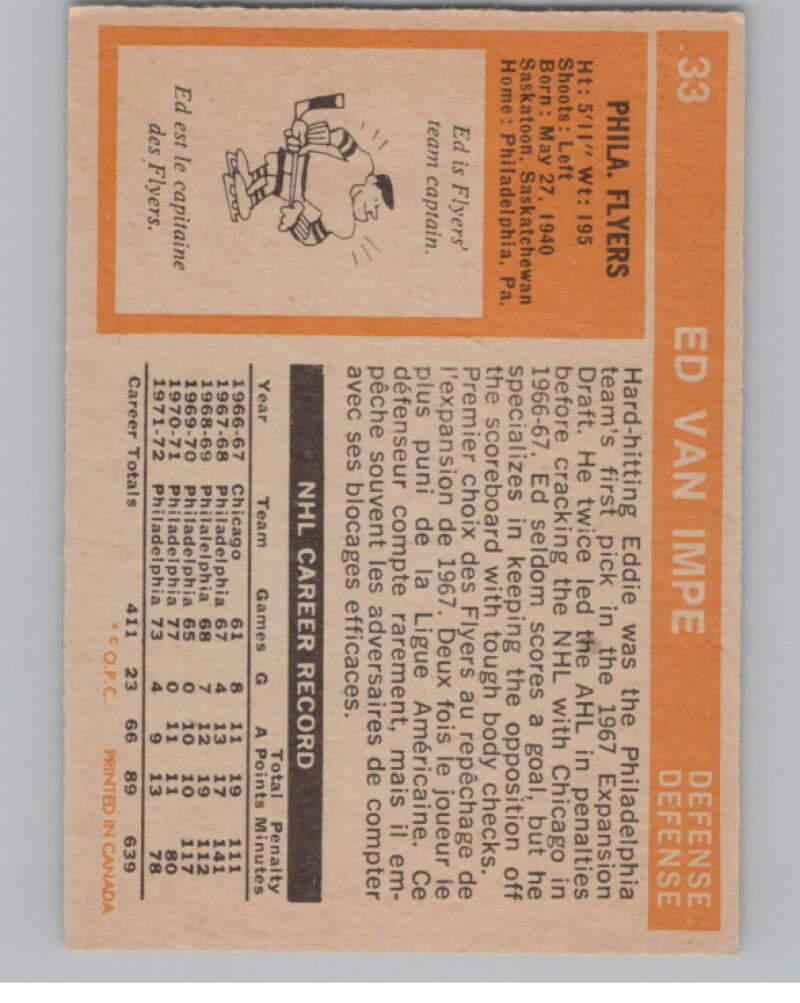 33
ED VAN IMPE
DEFENSE
DEFENSE
PHILA. FLYERS
Ht: 5'11" Wt: 195
Shoots: Left
Born: May 27, 1940
Saskatoon, Saskatchewan
Home: Philadelphia, Pa.
Ed is Flyers'
team captain.
Ed est le capitaine
des Flyers.
Hard-hitting Eddie was the Philadelphia
team's first pick in the 1967 Expansion
Draft. He twice led the AHL in penalties
before cracking the NHL with Chicago in
1966-67. Ed seldom scores a goal, but he
specializes in keeping the opposition off
the scoreboard with tough body checks.
Premier choix des Flyers au repêchage de
l'expansion de 1967. Deux fois le joueur le
plus puni de la Ligue Américaine. Ce
défenseur compte rarement, mais il em-
pêche souvent les adversaires de compter
avec ses blocages efficaces.
NHL CAREER RECORD
Total Penalty
Year Team Games G A Points Minutes
1966-67 Chicago 61 8 11 19 111
1967-68 Philadelphia 67 4 13 17 141
1968-69 Philalelphia 68 7 12 19 112
1969-70 Philadelphia 65 0 10 10 117
1970-71 Philadelphia 77 0 11 11 80
1971-72 Philadelphia 73 4 9 13 78
Career Totals 411 23 66 89 639
* © O.P.C. PRINTED IN CANADA